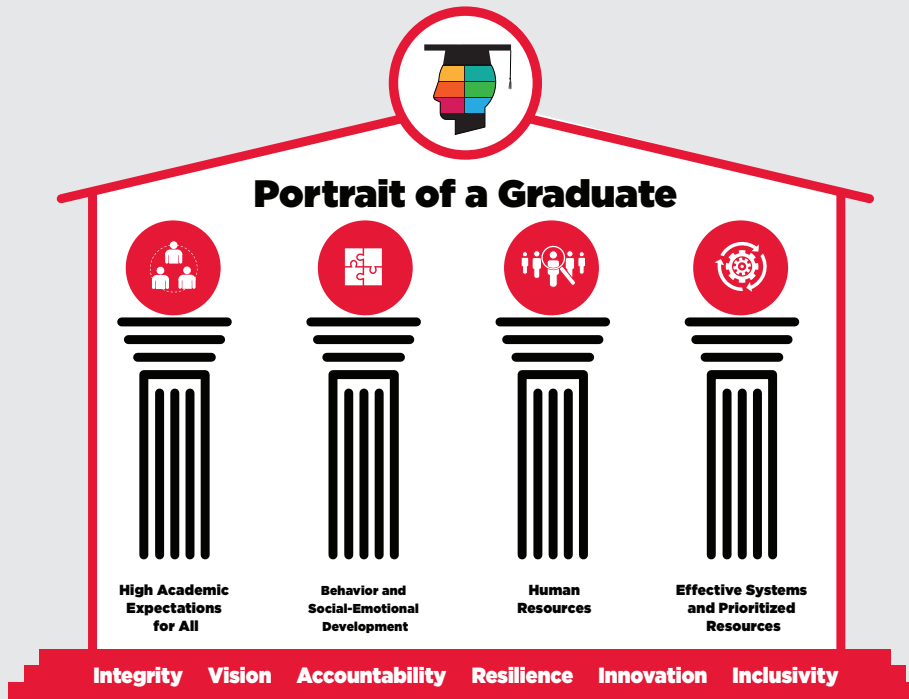 Portrait of a Graduate
High Academic
Expectations
for All
Behavior and
Social-Emotional
Development
Human
Resources
Effective Systems
and Prioritized
Resources
Integrity Vision Accountability Resilience Innovation Inclusivity